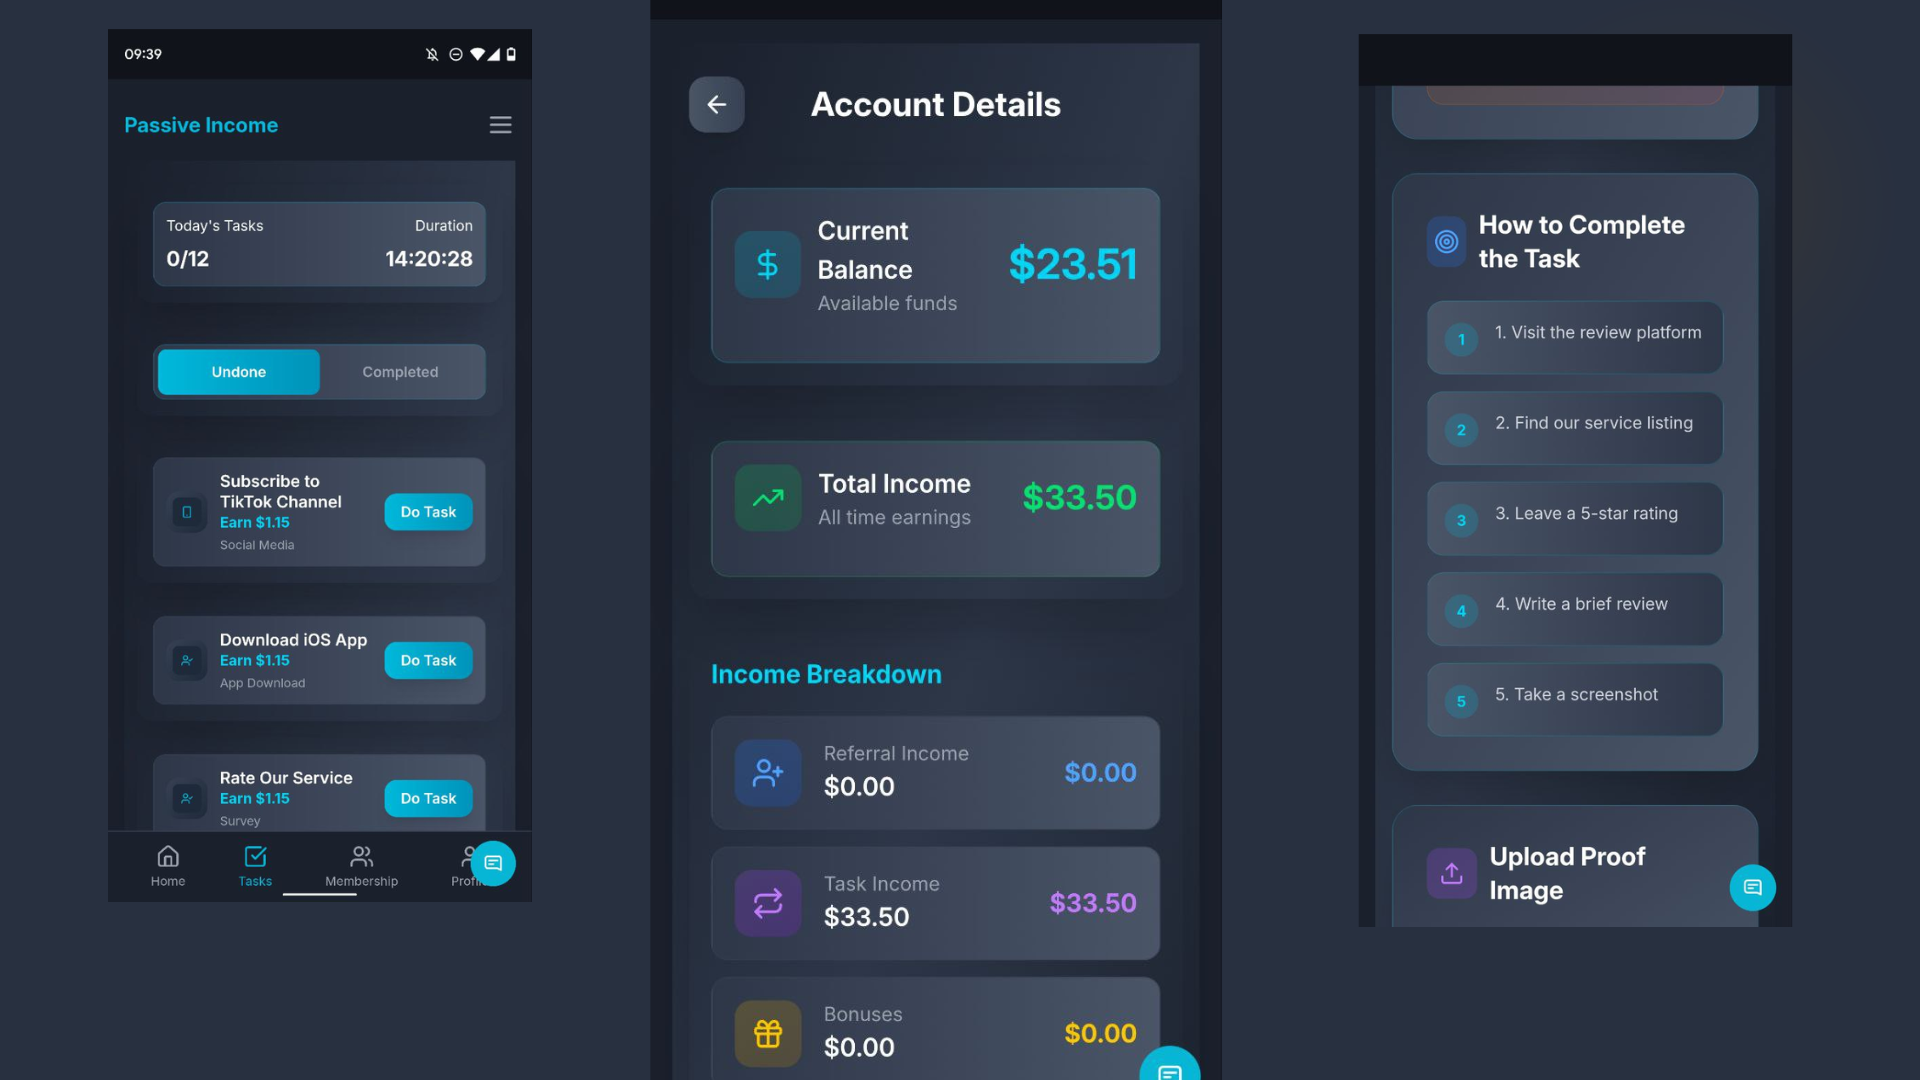 09:39
Passive Income
Today's Tasks
Duration
0/12
14:20:28
Undone
Completed
Subscribe to
TikTok Channel
Earn $1.15
Social Media
Do Task
Download iOS App
Earn $1.15
App Download
Do Task
Rate Our Service
Earn $1.15
Survey
Do Task
Home
Tasks
Membership
Account Details
Current
Balance
Available funds
$23.51
Total Income
All time earnings
$33.50
Income Breakdown
Referral Income
$0.00
$0.00
Task Income
$33.50
$33.50
Bonuses
$0.00
$0.00
How to Complete
the Task
1 1. Visit the review platform
2 2. Find our service listing
3 3. Leave a 5-star rating
4 4. Write a brief review
5 5. Take a screenshot
Upload Proof
Image